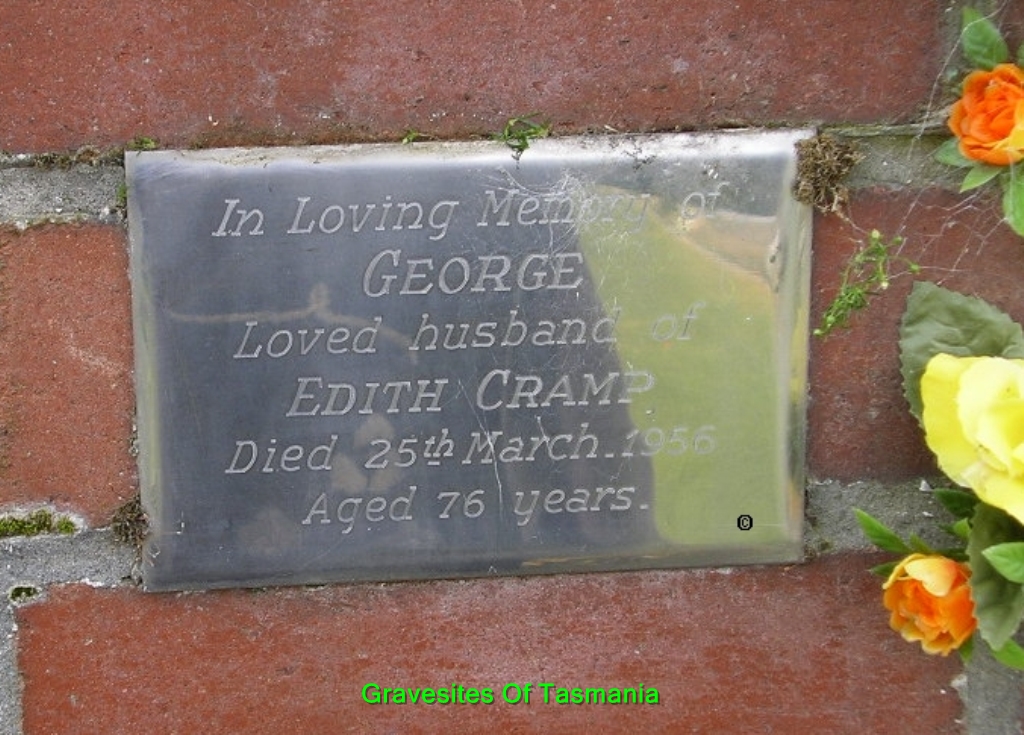 In Loving Memory of
GEORGE
Loved husband of
EDITH CRAMP.
Died 25th March.1956
Aged 76 years.
©
Gravesites Of Tasmania